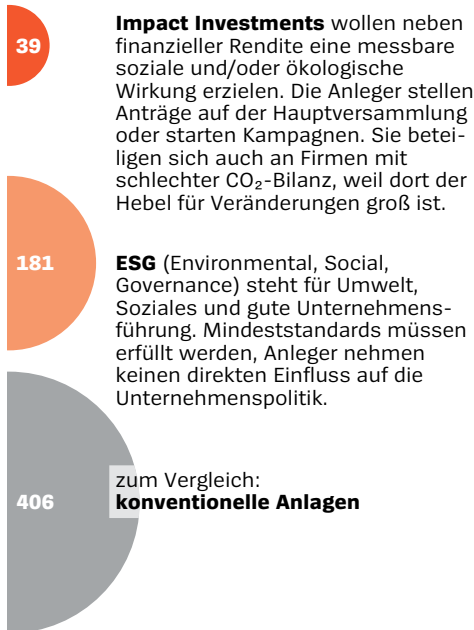 39
Impact Investments wollen neben
finanzieller Rendite eine messbare
soziale und/oder ökologische
Wirkung erzielen. Die Anleger stellen
Anträge auf der Hauptversammlung
oder starten Kampagnen. Sie betei-
ligen sich auch an Firmen mit
schlechter CO₂-Bilanz, weil dort der
Hebel für Veränderungen groß ist.
181
ESG (Environmental, Social,
Governance) steht für Umwelt,
Soziales und gute Unternehmens-
führung. Mindeststandards müssen
erfüllt werden, Anleger nehmen
keinen direkten Einfluss auf die
Unternehmenspolitik.
406
zum Vergleich:
konventionelle Anlagen